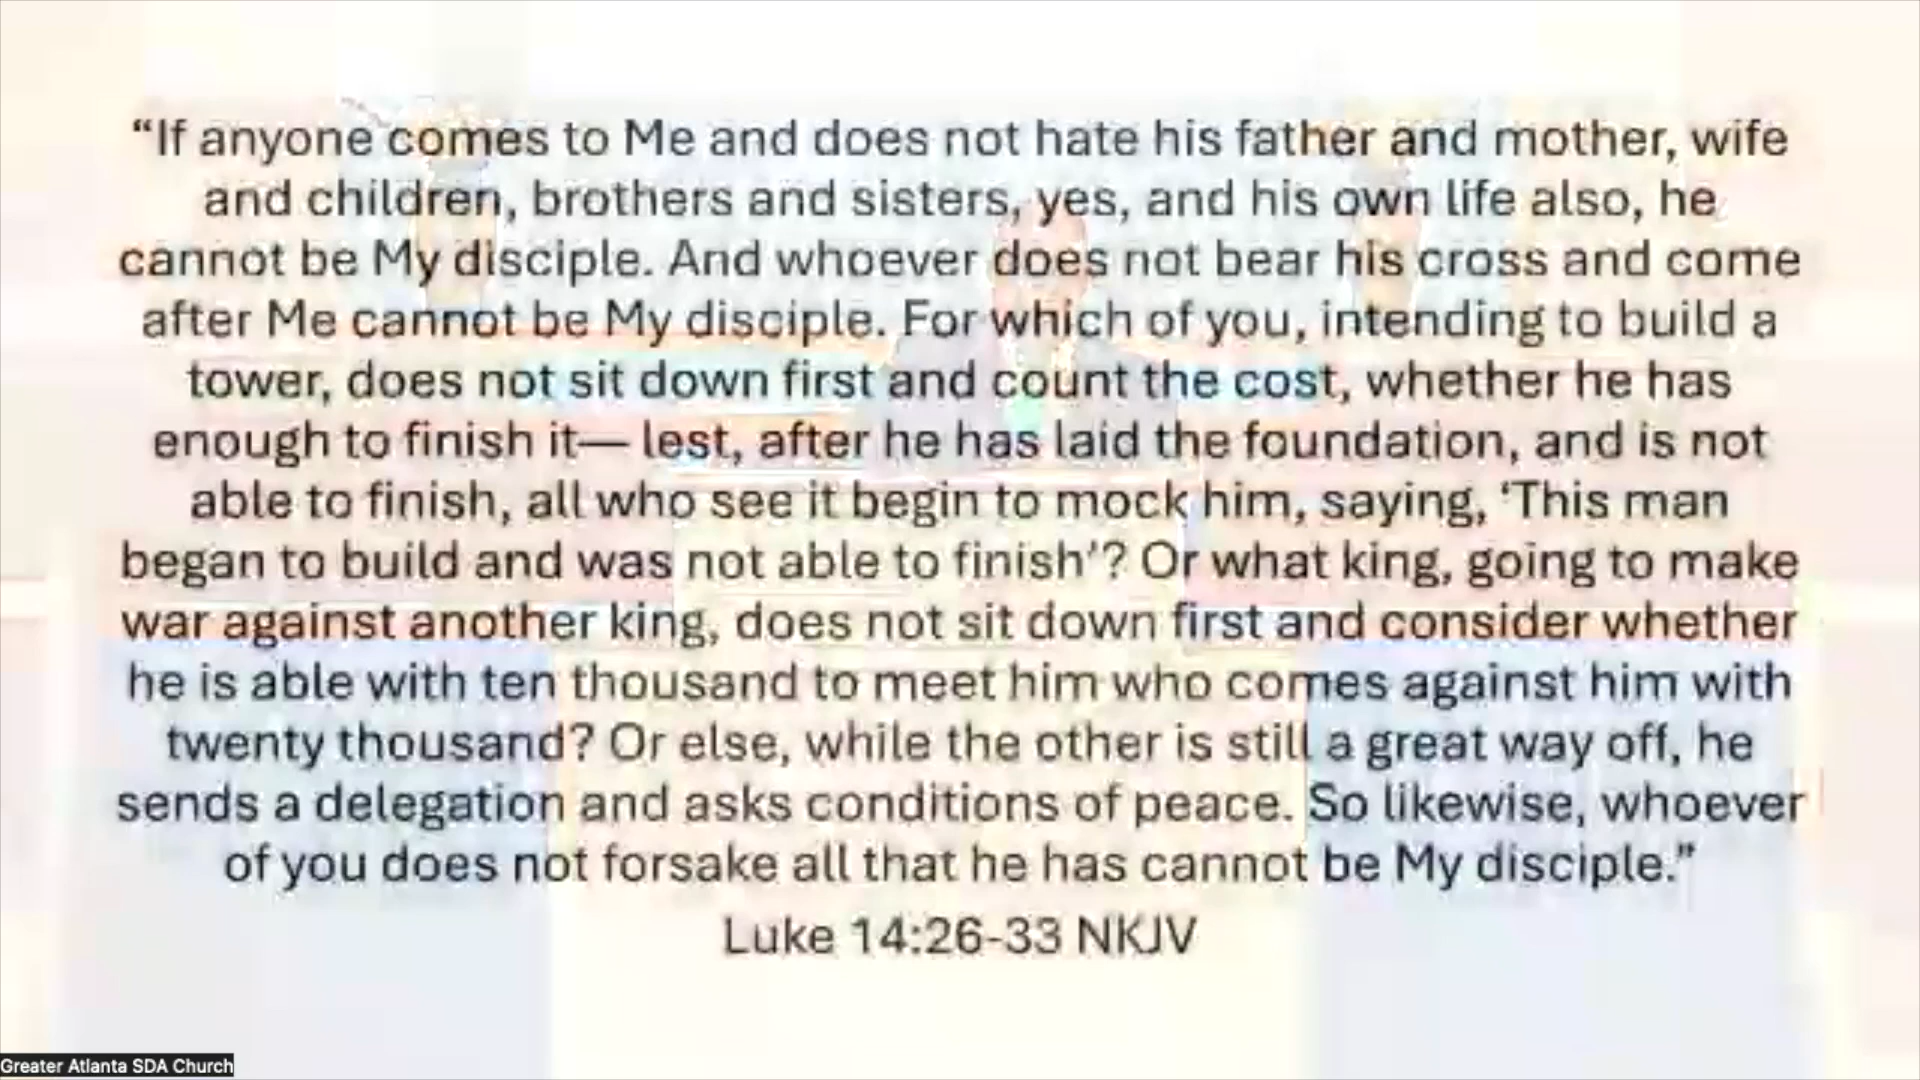 “If anyone comes to Me and does not hate his father and mother, wife
and children, brothers and sisters, yes, and his own life also, he
cannot be My disciple. And whoever does not bear his cross and come
after Me cannot be My disciple. For which of you, intending to build a
tower, does not sit down first and count the cost, whether he has
enough to finish it— lest, after he has laid the foundation, and is not
able to finish, all who see it begin to mock him, saying, ‘This man
began to build and was not able to finish’? Or what king, going to make
war against another king, does not sit down first and consider whether
he is able with ten thousand to meet him who comes against him with
twenty thousand? Or else, while the other is still a great way off, he
sends a delegation and asks conditions of peace. So likewise, whoever
of you does not forsake all that he has cannot be My disciple.”
Luke 14:26-33 NKJV
Greater Atlanta SDA Church